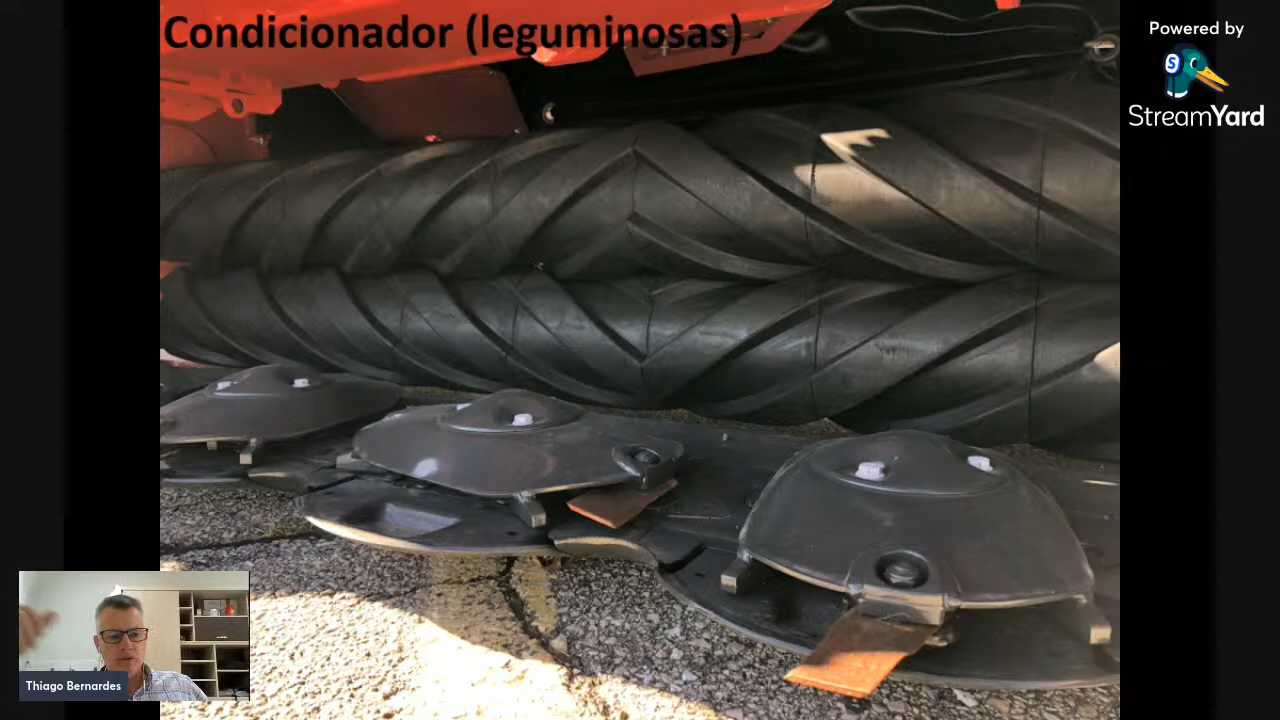 Condicionador (leguminosas)
Powered by
S
StreamYard
Thiago Bernardes